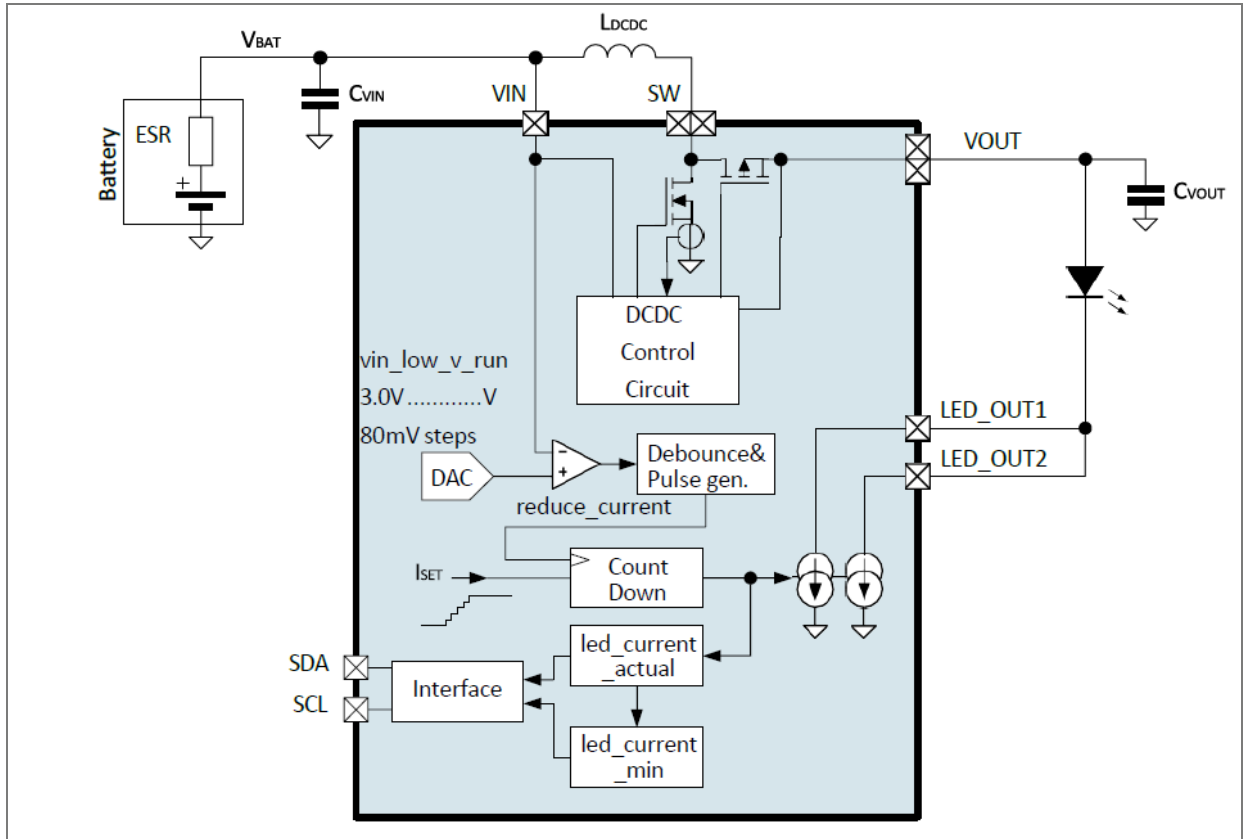 LDCDC
VBAT
CVIN
VIN
SW
Battery
ESR
+
VOUT
CVOUT
DCDC
Control
Circuit
vin_low_v_run
3.0V ............V
80mV steps
DAC
−
+
Debounce&
Pulse gen.
reduce_current
LED_OUT1
LED_OUT2
ISET
Count
Down
led_current
_actual
SDA
SCL
Interface
led_current
_min